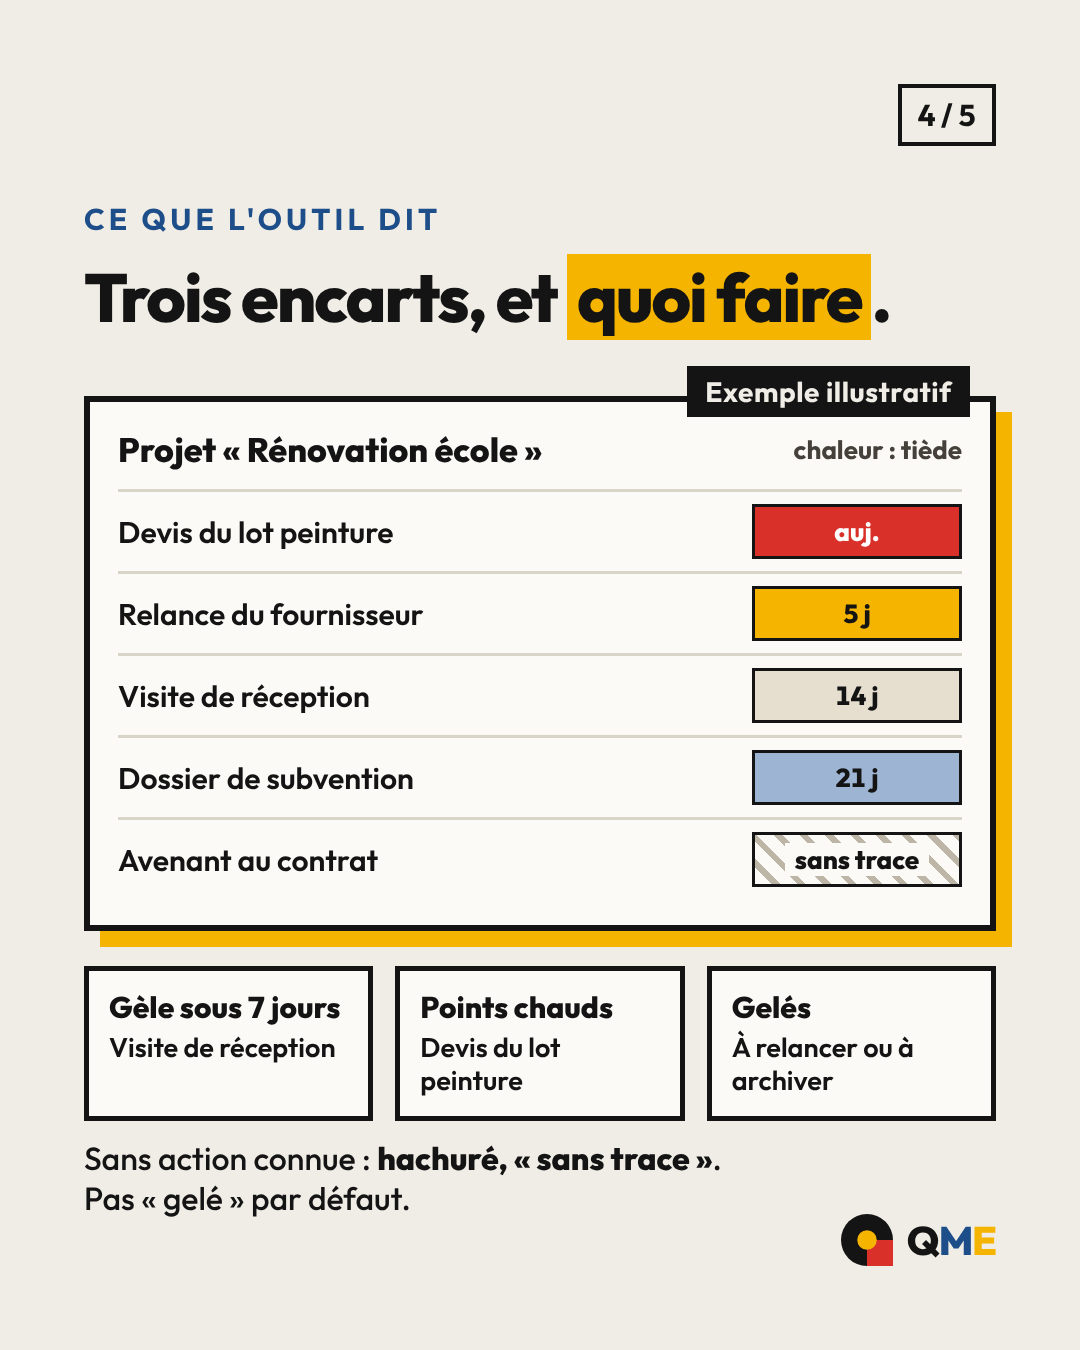 4 / 5
CE QUE L'OUTIL DIT
Trois encarts, et quoi faire.
Exemple illustratif
Projet « Rénovation école »
chaleur : tiède
Devis du lot peinture
auj.
Relance du fournisseur
5 j
Visite de réception
14 j
Dossier de subvention
21 j
Avenant au contrat
sans trace
Gèle sous 7 jours
Visite de réception
Points chauds
Devis du lot
peinture
Gelés
À relancer ou à
archiver
Sans action connue : hachuré, « sans trace ».
Pas « gelé » par défaut.
QME